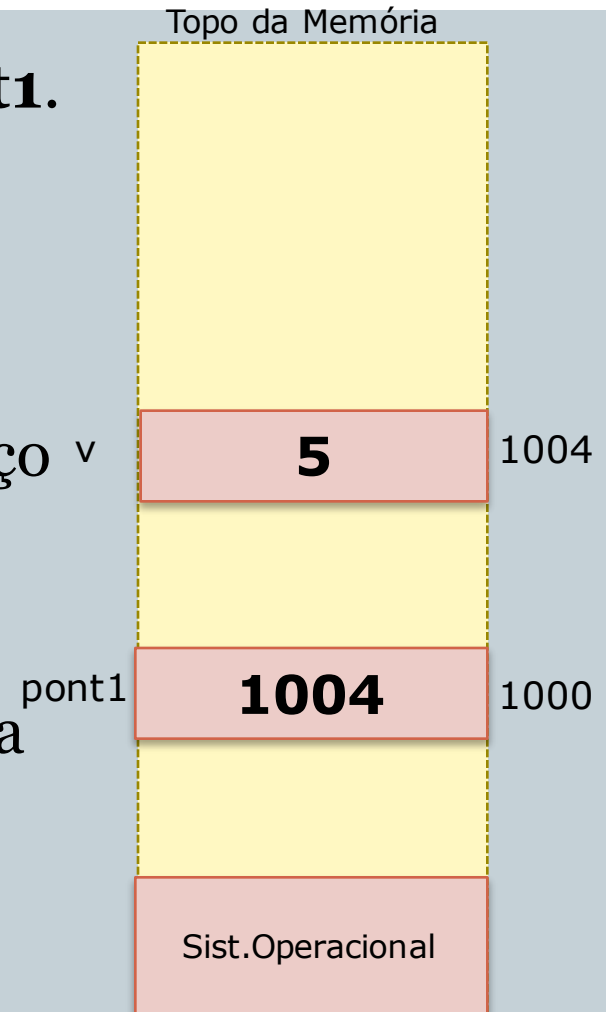 Topo da Memória
t1.
ço v 5 1004
pont1 1004 1000
a
Sist.Operacional